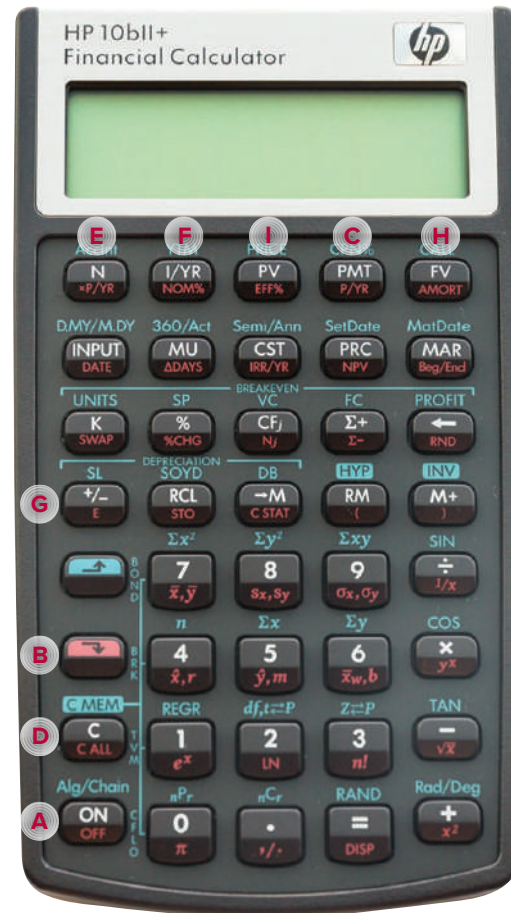 HP 10bII+
Financial Calculator
hp
E F I C H
N I/YR PV PMT FV
×P/YR NOM% EFF% P/YR AMORT
D.MY/M.DY 360/Act Semi/Ann SetDate MatDate
INPUT MU CST PRC MAR
DATE ΔDAYS IRR/YR NPV Beg/End
BREAKEVEN
UNITS SP VC FC PROFIT
K % CFj Σ+ ←
SWAP %CHG Nj Σ− RND
DEPRECIATION
SL SOYD DB HYP INV
G +/− RCL →M RM M+
E STO C STAT ( )
Σx² Σy² Σxy SIN
7 8 9 ÷
x̄,ȳ Sx,Sy σx,σy 1/x
BOND
n Σx Σy COS
B 4 5 6 ×
x̂,r ŷ,m x̄w,b yˣ
BRK
C MEM REGR df,t⇄P Z⇄P TAN
D C 1 2 3 −
C ALL eˣ LN n! √x
TVM
Alg/Chain nPr nCr RAND Rad/Deg
A ON 0 . = +
OFF π ,/. DISP x²
CFLO